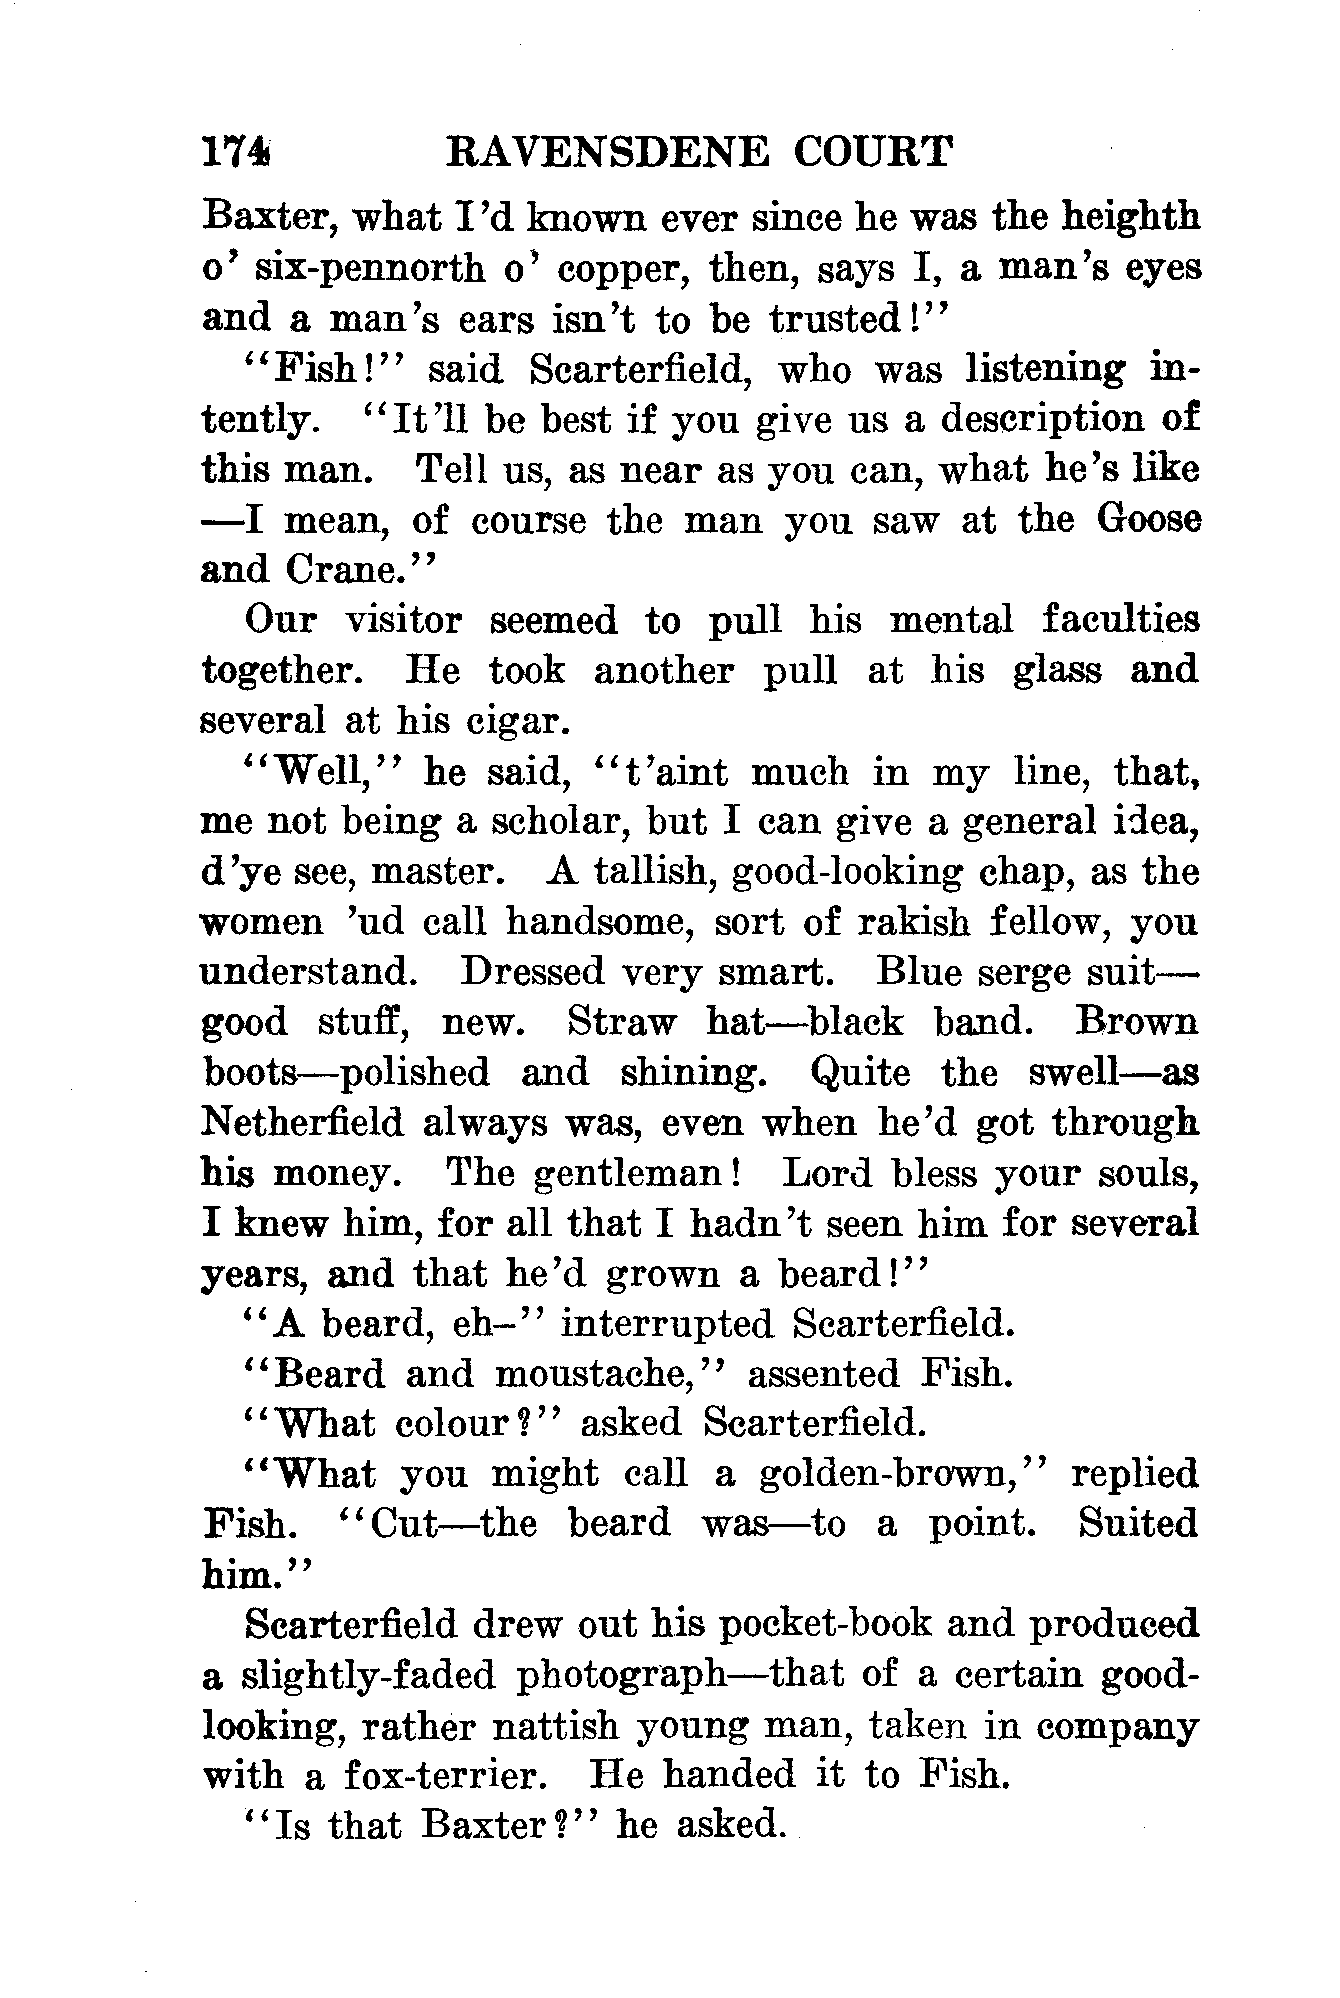 174 RAVENSDENE COURT
Baxter, what I'd known ever since he was the heighth
o' six-pennorth o' copper, then, says I, a man's eyes
and a man's ears isn't to be trusted!"
"Fish!" said Scarterfield, who was listening in-
tently. "It'll be best if you give us a description of
this man. Tell us, as near as you can, what he's like
—I mean, of course the man you saw at the Goose
and Crane."
Our visitor seemed to pull his mental faculties
together. He took another pull at his glass and
several at his cigar.
"Well," he said, "t'aint much in my line, that,
me not being a scholar, but I can give a general idea,
d'ye see, master. A tallish, good-looking chap, as the
women 'ud call handsome, sort of rakish fellow, you
understand. Dressed very smart. Blue serge suit—
good stuff, new. Straw hat—black band. Brown
boots—polished and shining. Quite the swell—as
Netherfield always was, even when he'd got through
his money. The gentleman! Lord bless your souls,
I knew him, for all that I hadn't seen him for several
years, and that he'd grown a beard!"
"A beard, eh–" interrupted Scarterfield.
"Beard and moustache," assented Fish.
"What colour?" asked Scarterfield.
"What you might call a golden-brown," replied
Fish. "Cut—the beard was—to a point. Suited
him."
Scarterfield drew out his pocket-book and produced
a slightly-faded photograph—that of a certain good-
looking, rather nattish young man, taken in company
with a fox-terrier. He handed it to Fish.
"Is that Baxter?" he asked.